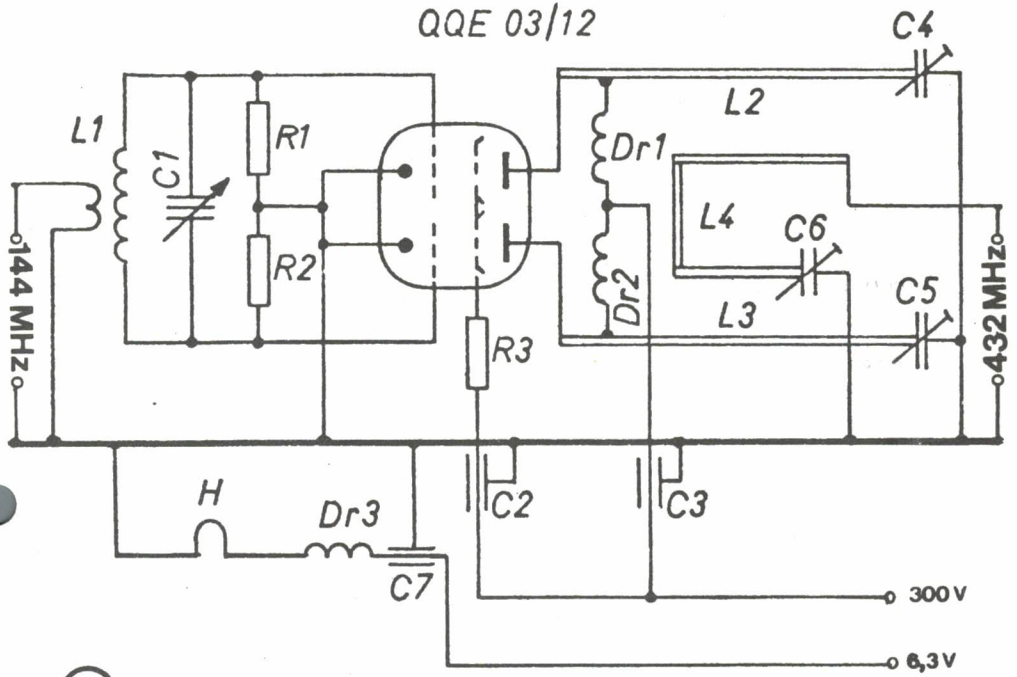 QQE 03/12
C4
L2
L1
C1
R1
Dr1
L4
C6
144 MHz
R2
Dr2
C5
L3
432 MHz
R3
H
Dr3
C2
C3
C7
300 V
6,3 V